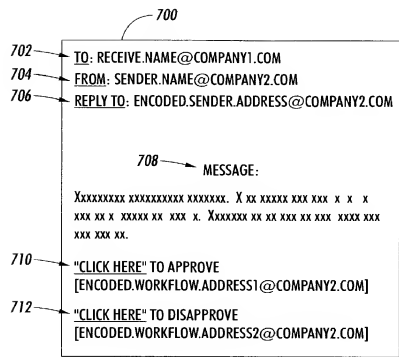 700
702 TO: RECEIVE.NAME@COMPANY1.COM
704 FROM: SENDER.NAME@COMPANY2.COM
706 REPLY TO: ENCODED.SENDER.ADDRESS@COMPANY2.COM
708 MESSAGE:
Xxxxxxxxx xxxxxxxxxx xxxxxxx. X xx xxxxx xxx xxx x x x
xxx xx x xxxxx xx xxx x. Xxxxxxx xx xx xxx xx xxx xxxx xxx
xxx xxx xx.
710 "CLICK HERE" TO APPROVE
[ENCODED.WORKFLOW.ADDRESS1@COMPANY2.COM]
712 "CLICK HERE" TO DISAPPROVE
[ENCODED.WORKFLOW.ADDRESS2@COMPANY2.COM]